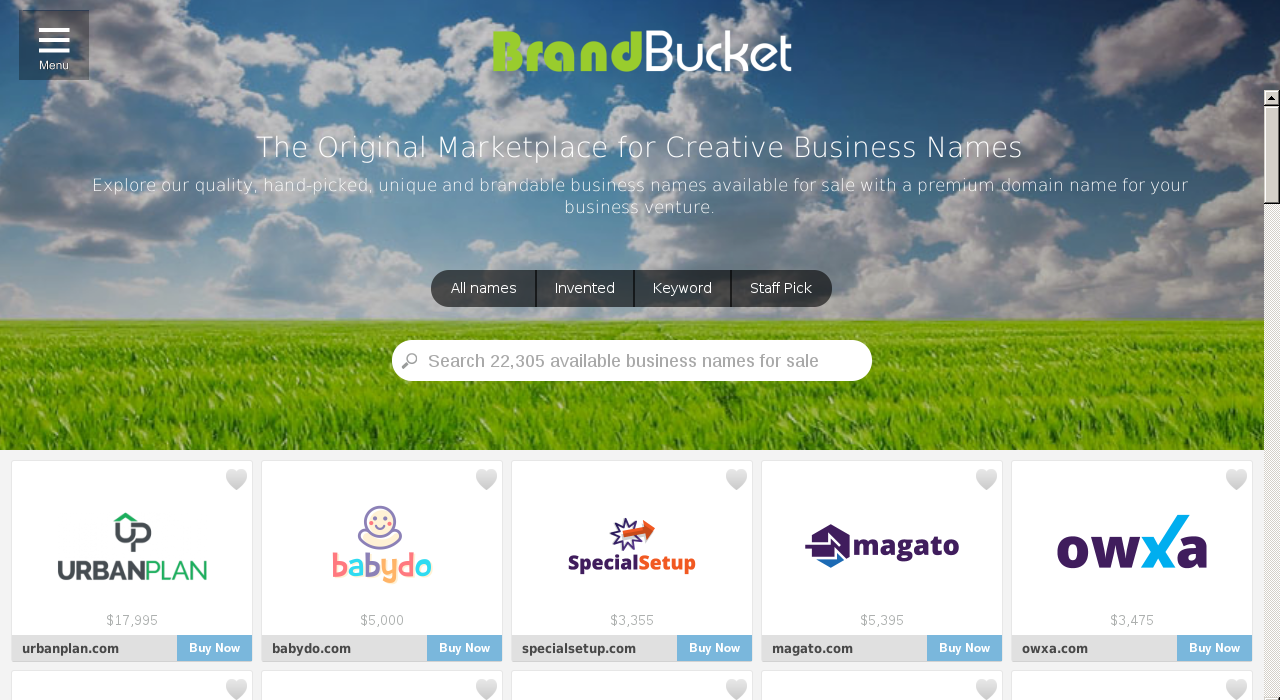 Menu
BrandBucket
The Original Marketplace for Creative Business Names
Explore our quality, hand-picked, unique and brandable business names available for sale with a premium domain name for your
business venture.
All names Invented Keyword Staff Pick
Search 22,305 available business names for sale
UP
URBANPLAN
babydo
SpecialSetup
magato
owxa
$17,995 $5,000 $3,355 $5,395 $3,475
urbanplan.com Buy Now babydo.com Buy Now specialsetup.com Buy Now magato.com Buy Now owxa.com Buy Now